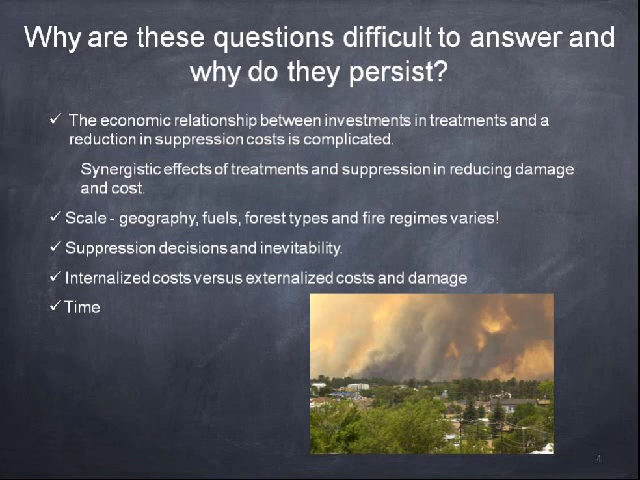 Why are these questions difficult to answer and
why do they persist?
✓ The economic relationship between investments in treatments and a
reduction in suppression costs is complicated.
Synergistic effects of treatments and suppression in reducing damage
and cost.
✓ Scale - geography, fuels, forest types and fire regimes varies!
✓ Suppression decisions and inevitability.
✓ Internalized costs versus externalized costs and damage
✓ Time
4